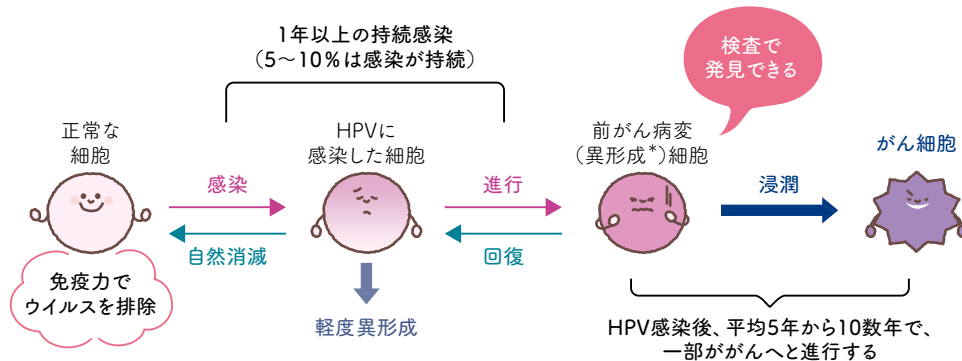 1年以上の持続感染
（5～10％は感染が持続）
検査で
発見できる
正常な
細胞
HPVに
感染した細胞
前がん病変
（異形成*）細胞
がん細胞
感染
進行
浸潤
自然消滅
回復
免疫力で
ウイルスを排除
軽度異形成
HPV感染後、平均5年から10数年で、
一部ががんへと進行する